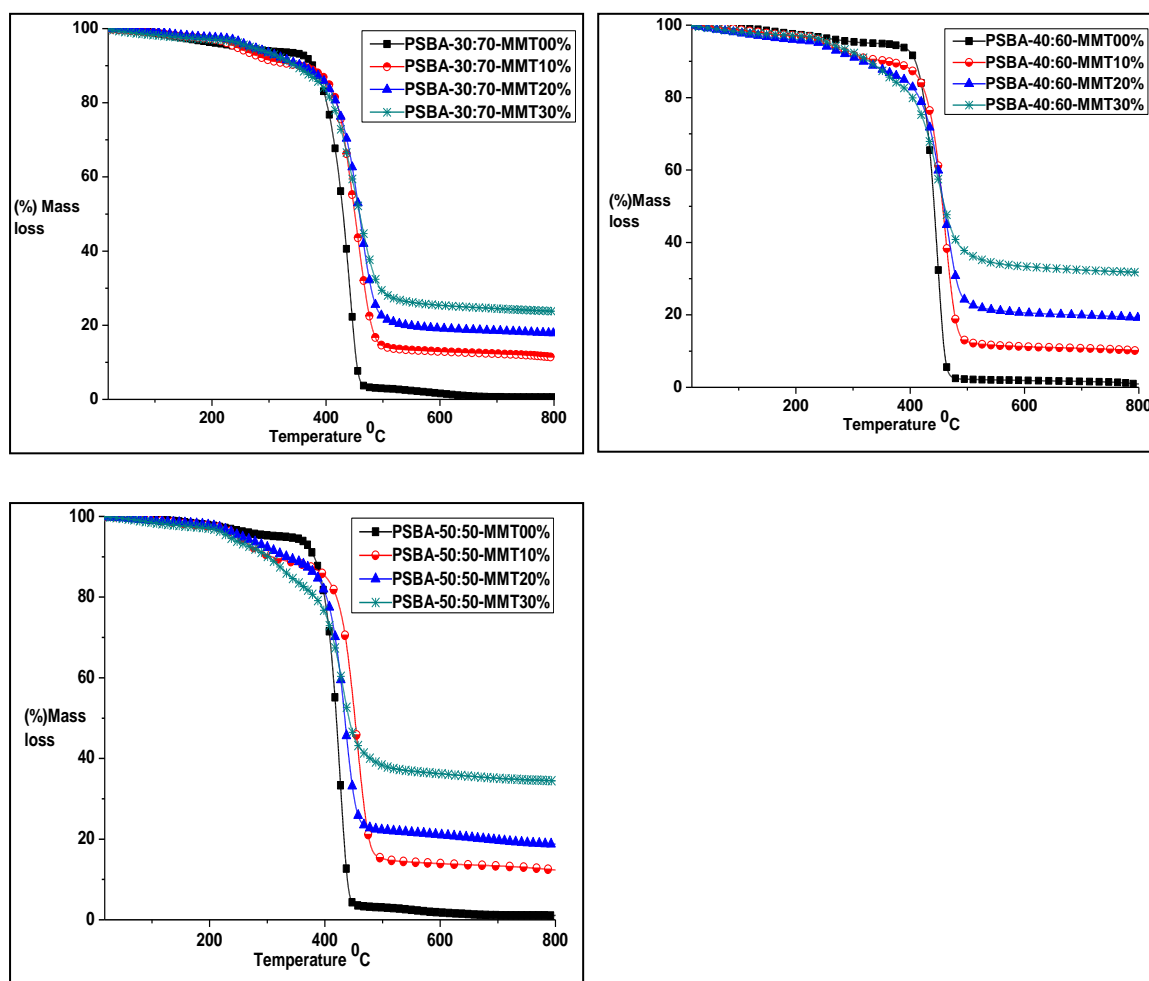 100
80
60
40
20
0
(%) Mass
loss
PSBA-30:70-MMT00%
PSBA-30:70-MMT10%
PSBA-30:70-MMT20%
PSBA-30:70-MMT30%
200 400 600 800
Temperature ⁰C
100
80
60
40
20
0
(%)Mass
loss
PSBA-40:60-MMT00%
PSBA-40:60-MMT10%
PSBA-40:60-MMT20%
PSBA-40:60-MMT30%
200 400 600 800
Temperature ⁰C
100
80
60
40
20
0
(%)Mass
loss
PSBA-50:50-MMT00%
PSBA-50:50-MMT10%
PSBA-50:50-MMT20%
PSBA-50:50-MMT30%
200 400 600 800
Temperature ⁰C